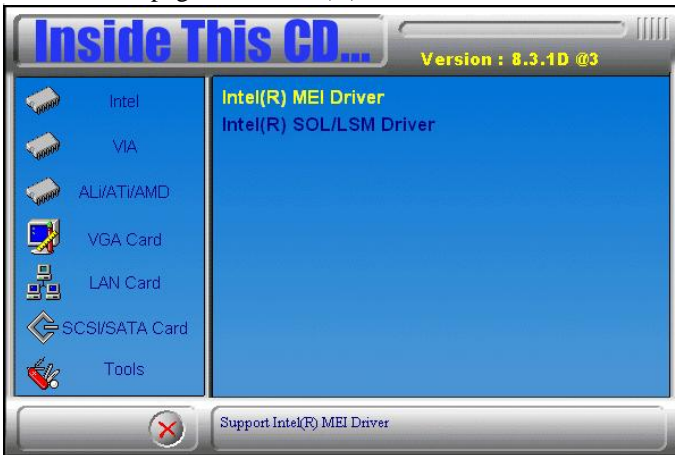 Inside This CD...
Version : 8.3.1D @3
Intel
VIA
ALi/ATi/AMD
VGA Card
LAN Card
SCSI/SATA Card
Tools
Intel(R) MEI Driver
Intel(R) SOL/LSM Driver
Support Intel(R) MEI Driver